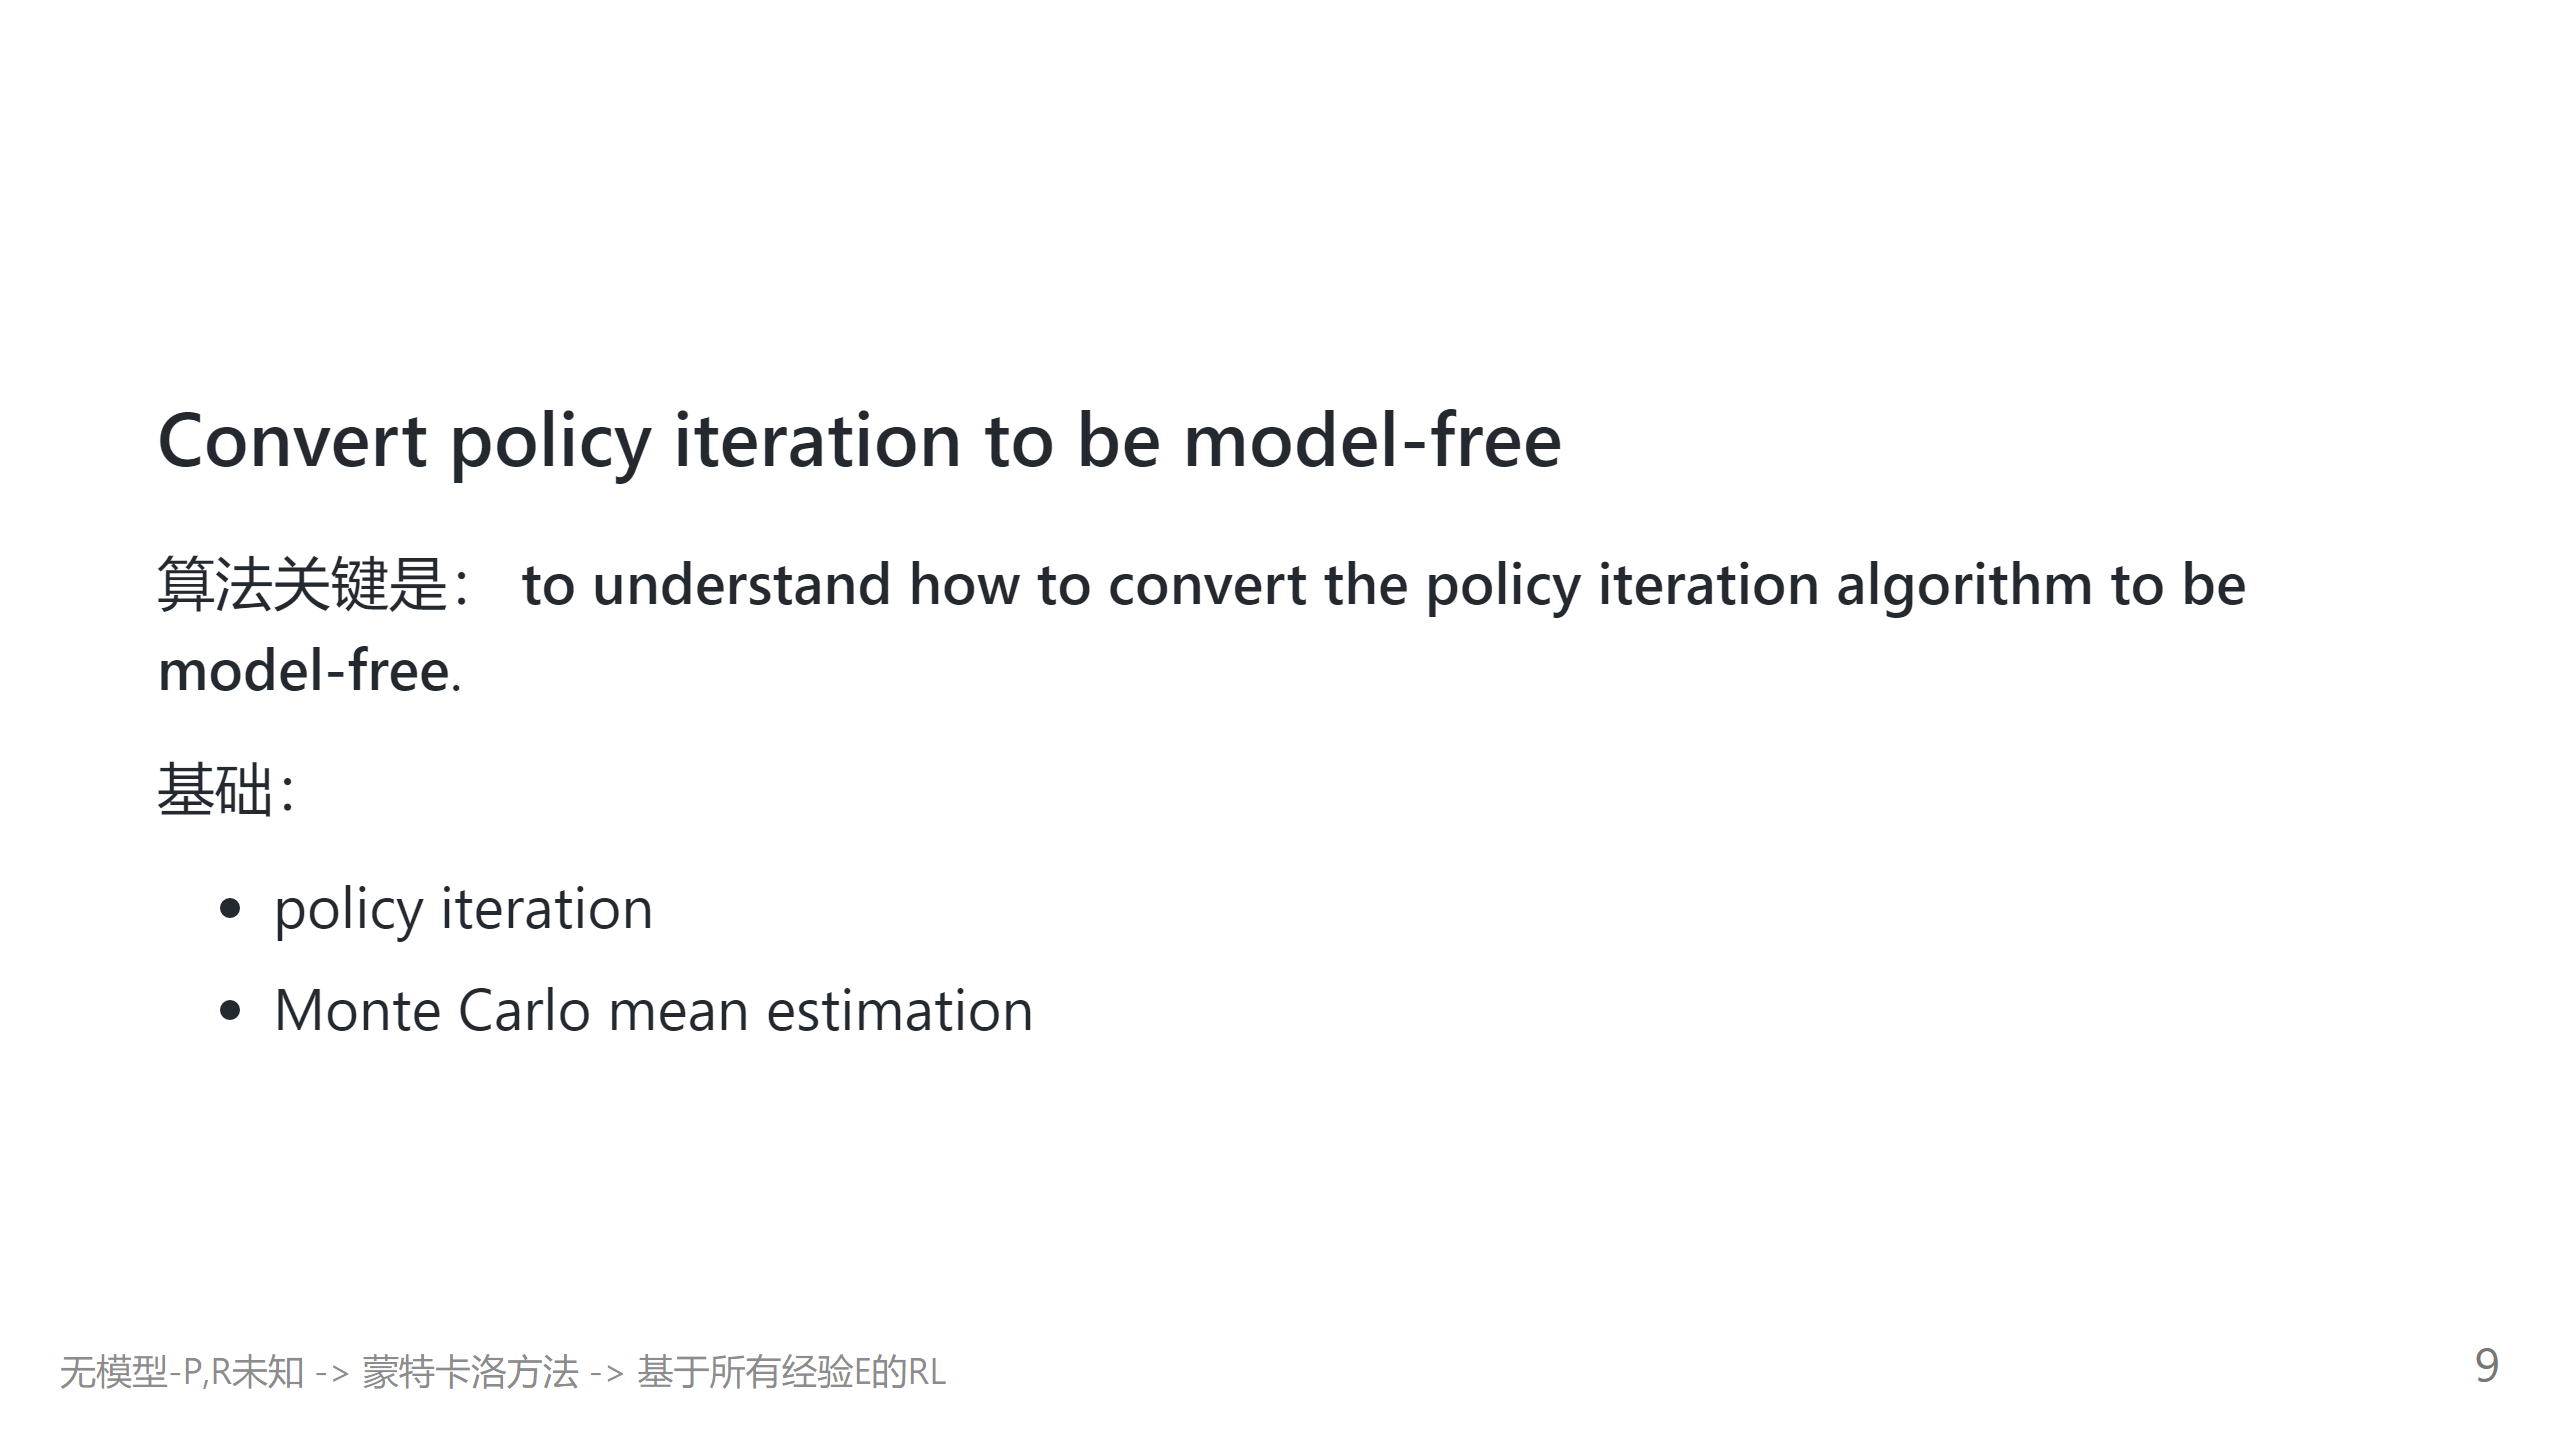 Convert policy iteration to be model-free
算法关键是： to understand how to convert the policy iteration algorithm to be
model-free.
基础：
• policy iteration
• Monte Carlo mean estimation
无模型-P,R未知 -> 蒙特卡洛方法 -> 基于所有经验E的RL
9